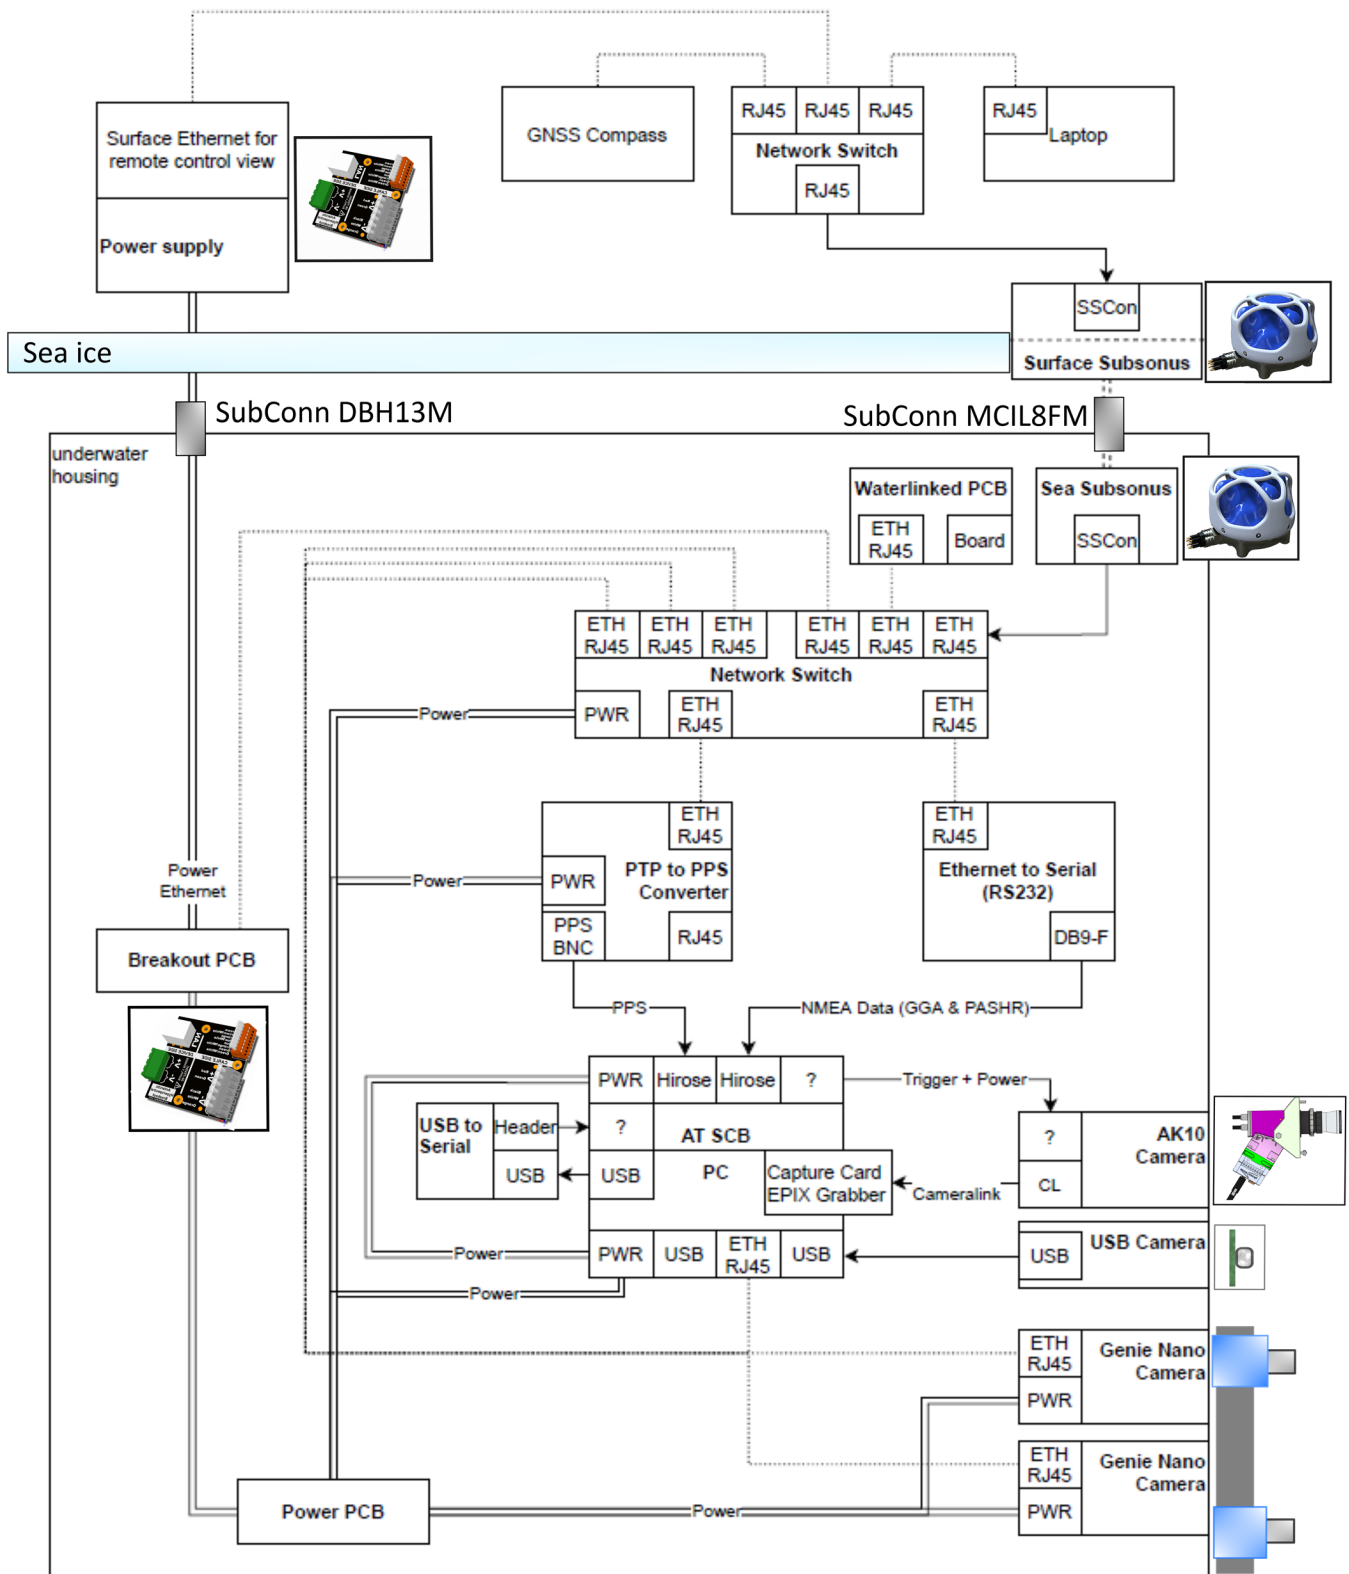 RJ45 RJ45 RJ45
Network Switch
RJ45
GNSS Compass
RJ45
Laptop
Surface Ethernet for
remote control view
Power supply
SSCon
Surface Subsonus
Sea ice
SubConn DBH13M
SubConn MCIL8FM
underwater
housing
Waterlinked PCB
ETH
RJ45
Board
Sea Subsonus
SSCon
ETH
RJ45
ETH
RJ45
ETH
RJ45
ETH
RJ45
ETH
RJ45
ETH
RJ45
Network Switch
PWR
ETH
RJ45
ETH
RJ45
Power
ETH
RJ45
PTP to PPS
Converter
PWR
PPS
BNC
RJ45
Power
ETH
RJ45
Ethernet to Serial
(RS232)
DB9-F
Power
Ethernet
Breakout PCB
PPS
NMEA Data (GGA & PASHR)
PWR Hirose Hirose ?
Trigger + Power
USB to
Serial
Header
USB
?
AT SCB
USB
PC
Capture Card
EPIX Grabber
Cameralink
?
AK10
Camera
CL
Power
PWR
USB
ETH
RJ45
USB
Power
USB
USB Camera
ETH
RJ45
Genie Nano
Camera
PWR
ETH
RJ45
Genie Nano
Camera
PWR
Power PCB
Power